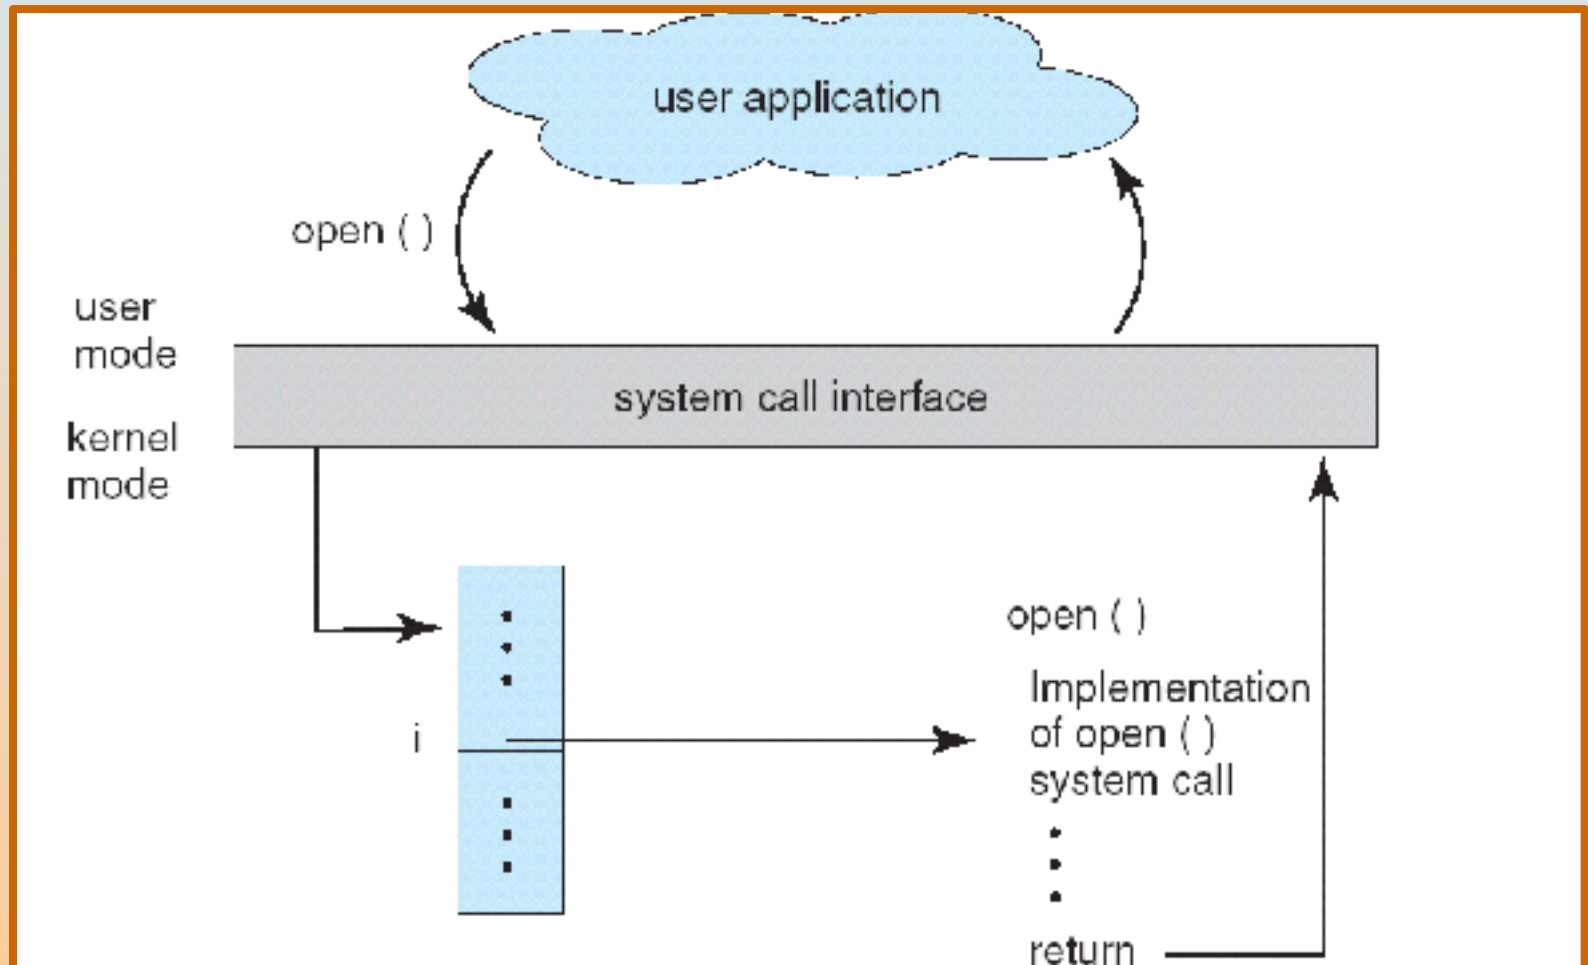 user application
open ( )
user
mode
system call interface
kernel
mode
open ( )
Implementation
of open ( )
system call
i
return